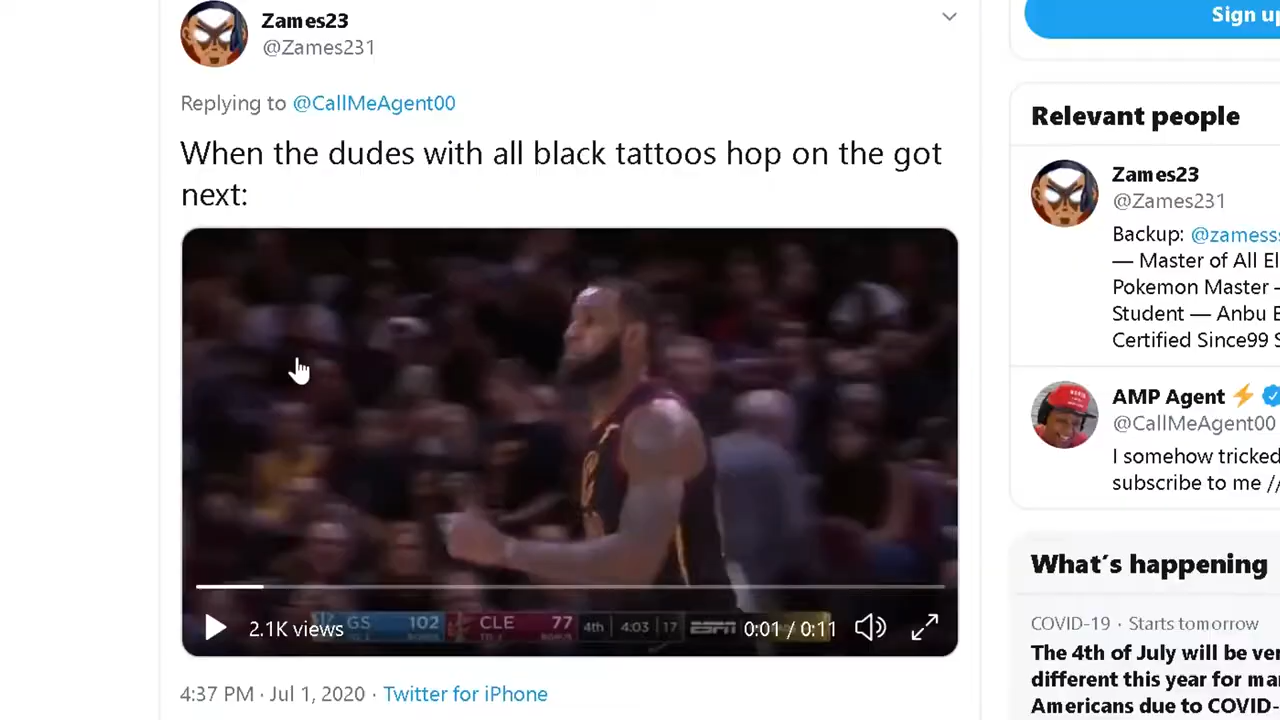 Zames23
@Zames231
Replying to @CallMeAgent00
When the dudes with all black tattoos hop on the got
next:
GS 102 CLE 77 4th 4:03 17 ESPN
2.1K views
0:01 / 0:11
4:37 PM · Jul 1, 2020 · Twitter for iPhone
Sign up
Relevant people
Zames23
@Zames231
Backup: @zamess
— Master of All El
Pokemon Master -
Student — Anbu B
Certified Since99 S
AMP Agent
@CallMeAgent00
I somehow tricked
subscribe to me //
What's happening
COVID-19 · Starts tomorrow
The 4th of July will be ver
different this year for ma
Americans due to COVID-